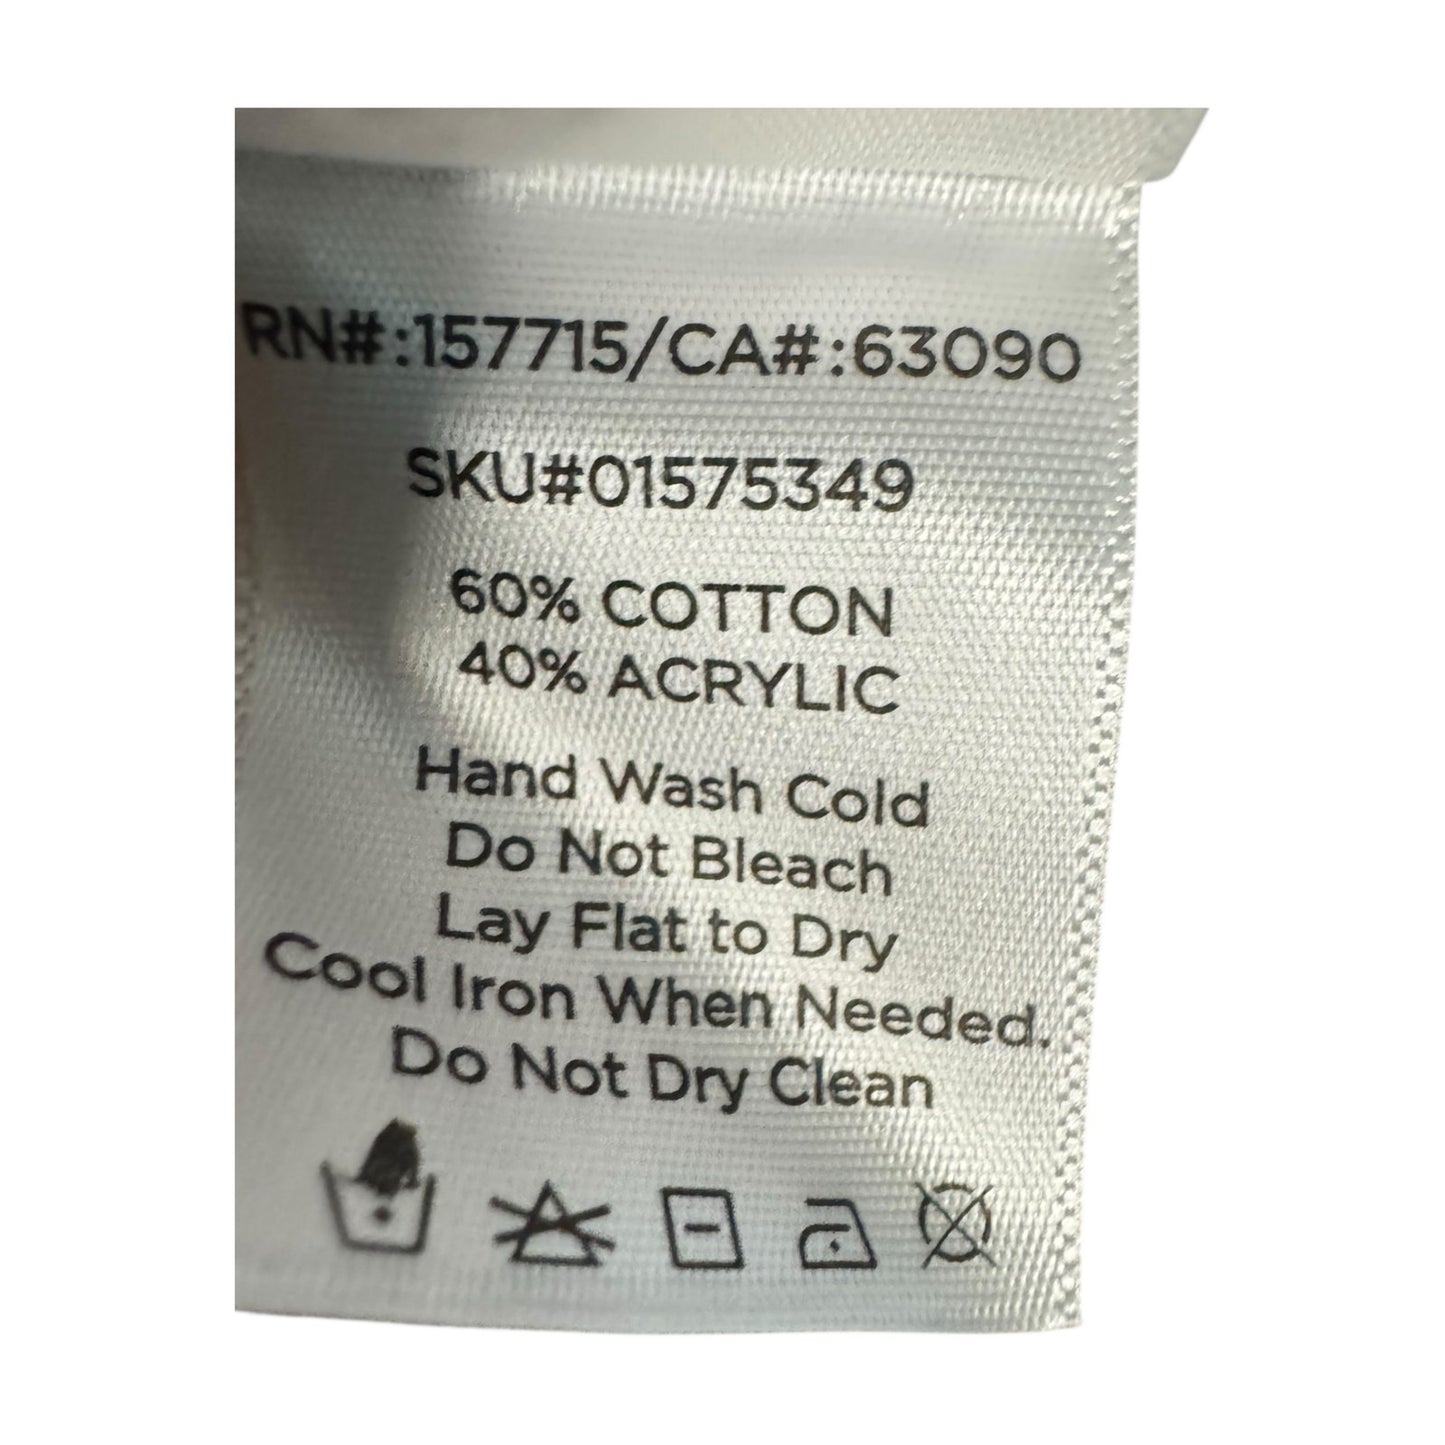 RN#:157715/CA#:63090
SKU#01575349
60% COTTON
40% ACRYLIC
Hand Wash Cold
Do Not Bleach
Lay Flat to Dry
Cool Iron When Needed.
Do Not Dry Clean